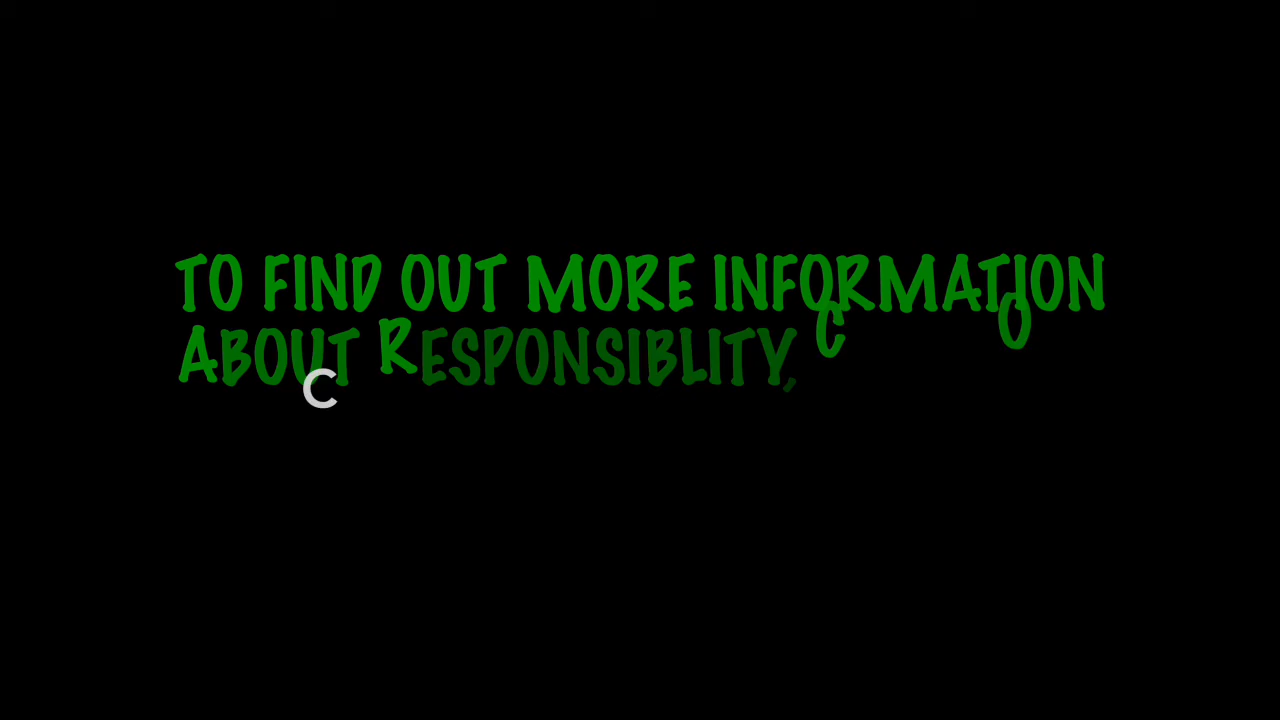 TO FIND OUT MORE INFORMATION
ABOUT RESPONSIBLITY, C O
C